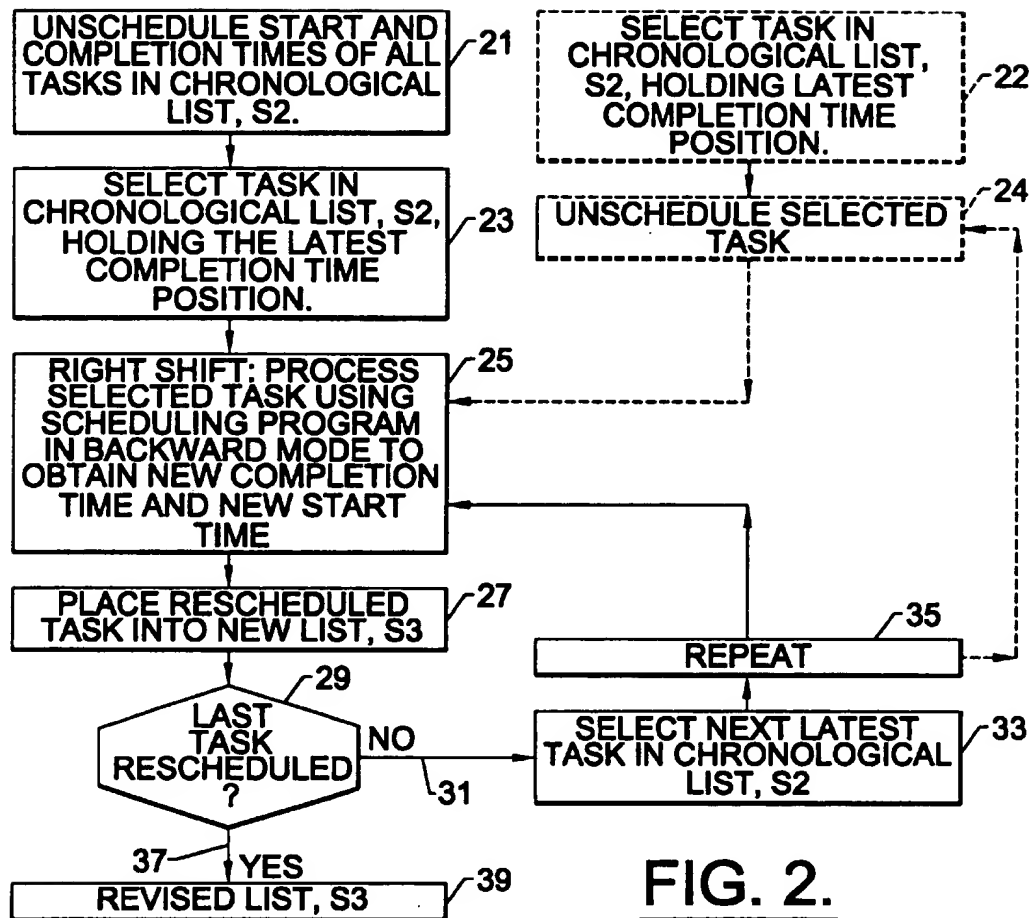 UNSCHEDULE START AND
COMPLETION TIMES OF ALL
TASKS IN CHRONOLOGICAL
LIST, S2.
21
SELECT TASK IN
CHRONOLOGICAL LIST,
S2, HOLDING LATEST
COMPLETION TIME
POSITION.
22
SELECT TASK IN
CHRONOLOGICAL LIST, S2,
HOLDING THE LATEST
COMPLETION TIME
POSITION.
23
UNSCHEDULE SELECTED
TASK
24
RIGHT SHIFT: PROCESS
SELECTED TASK USING
SCHEDULING PROGRAM
IN BACKWARD MODE TO
OBTAIN NEW COMPLETION
TIME AND NEW START
TIME
25
PLACE RESCHEDULED
TASK INTO NEW LIST, S3
27
LAST
TASK
RESCHEDULED
?
29
NO
31
REPEAT
35
SELECT NEXT LATEST
TASK IN CHRONOLOGICAL
LIST, S2
33
37
YES
REVISED LIST, S3
39
FIG. 2.